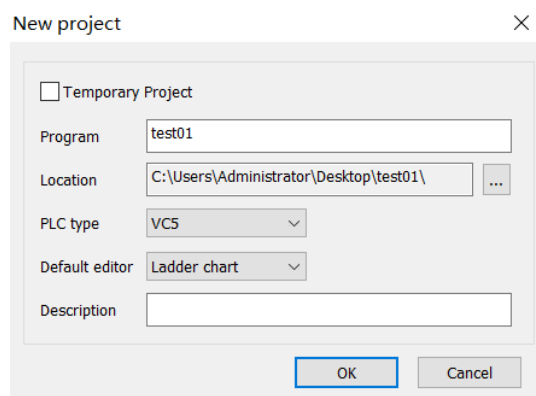 New project
Temporary Project
Program test01
Location C:\Users\Administrator\Desktop\test01\ ...
PLC type VC5
Default editor Ladder chart
Description
OK Cancel